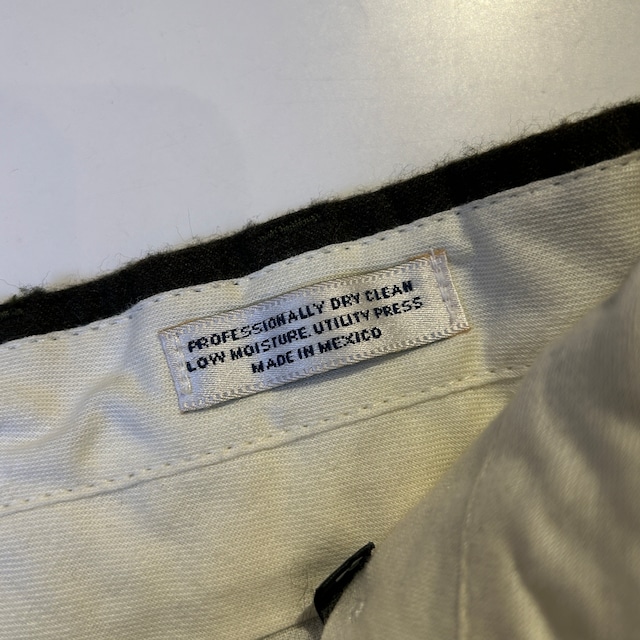 PROFESSIONALLY DRY CLEAN
LOW MOISTURE, UTILITY PRESS
MADE IN MEXICO